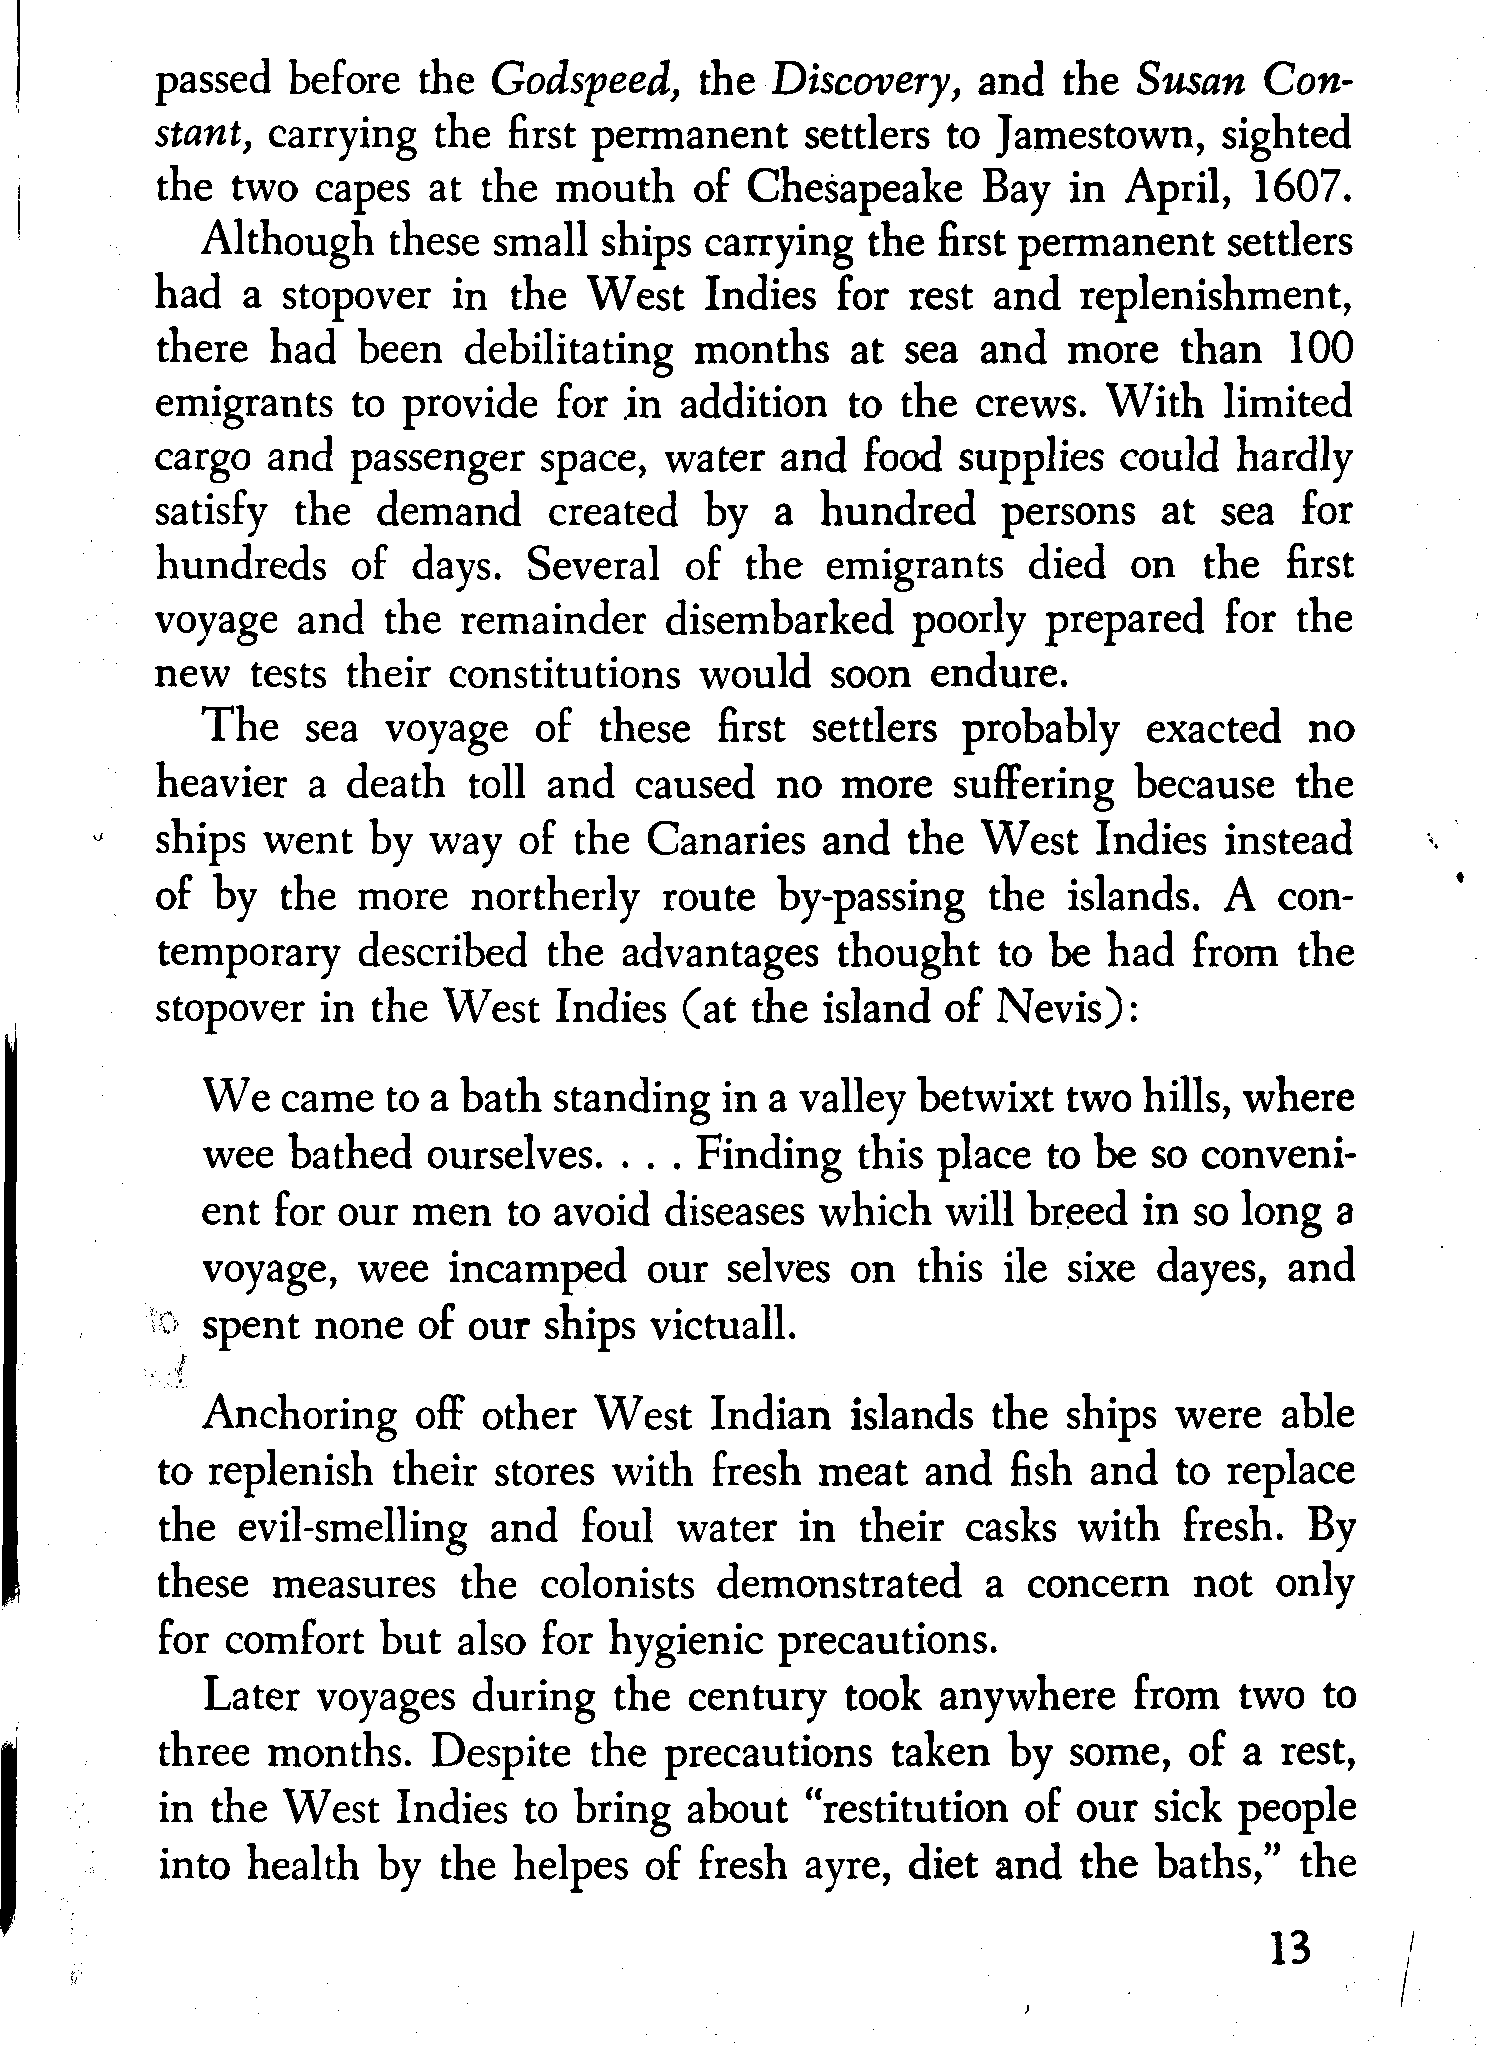 passed before the Godspeed, the Discovery, and the Susan Con-
stant, carrying the first permanent settlers to Jamestown, sighted
the two capes at the mouth of Chesapeake Bay in April, 1607.
Although these small ships carrying the first permanent settlers
had a stopover in the West Indies for rest and replenishment,
there had been debilitating months at sea and more than 100
emigrants to provide for in addition to the crews. With limited
cargo and passenger space, water and food supplies could hardly
satisfy the demand created by a hundred persons at sea for
hundreds of days. Several of the emigrants died on the first
voyage and the remainder disembarked poorly prepared for the
new tests their constitutions would soon endure.
The sea voyage of these first settlers probably exacted no
heavier a death toll and caused no more suffering because the
ships went by way of the Canaries and the West Indies instead
of by the more northerly route by-passing the islands. A con-
temporary described the advantages thought to be had from the
stopover in the West Indies (at the island of Nevis):
We came to a bath standing in a valley betwixt two hills, where
wee bathed ourselves. . . . Finding this place to be so conveni-
ent for our men to avoid diseases which will breed in so long a
voyage, wee incamped our selves on this ile sixe dayes, and
spent none of our ships victuall.
Anchoring off other West Indian islands the ships were able
to replenish their stores with fresh meat and fish and to replace
the evil-smelling and foul water in their casks with fresh. By
these measures the colonists demonstrated a concern not only
for comfort but also for hygienic precautions.
Later voyages during the century took anywhere from two to
three months. Despite the precautions taken by some, of a rest,
in the West Indies to bring about "restitution of our sick people
into health by the helpes of fresh ayre, diet and the baths," the
13